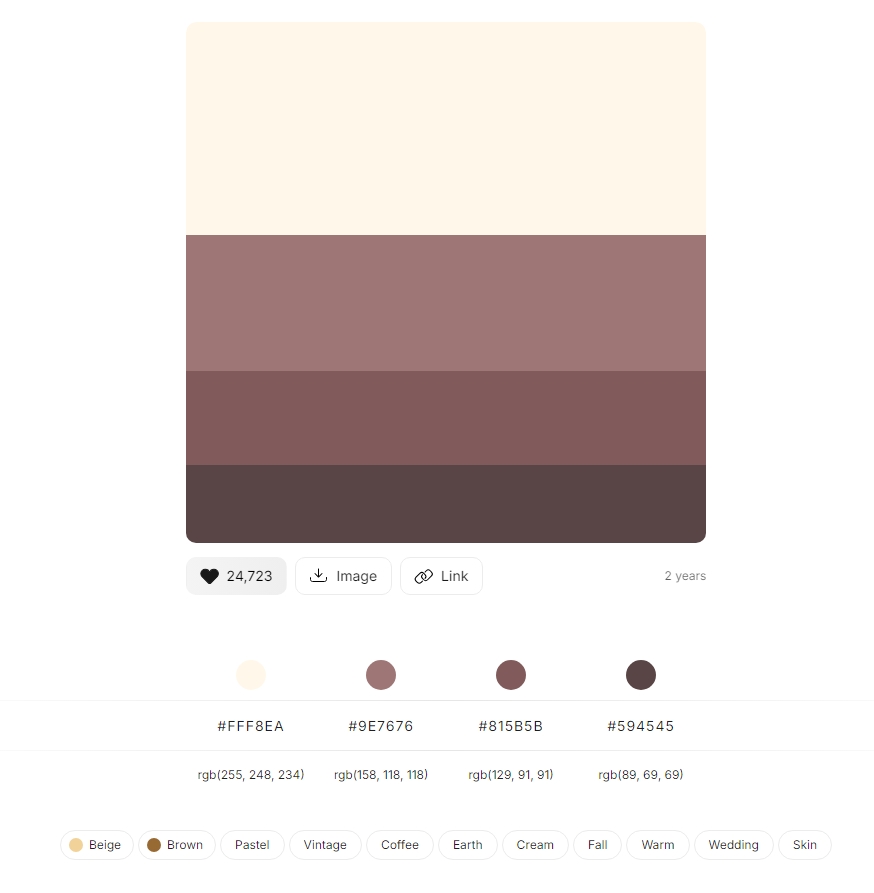 24,723 Image Link 2 years
#FFF8EA #9E7676 #815B5B #594545
rgb(255, 248, 234) rgb(158, 118, 118) rgb(129, 91, 91) rgb(89, 69, 69)
Beige Brown Pastel Vintage Coffee Earth Cream Fall Warm Wedding Skin